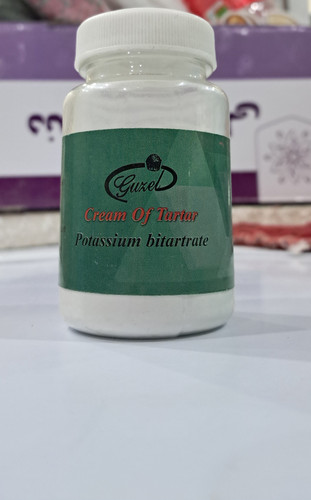 Guzel
Cream Of Tartar
Potassium bitartrate